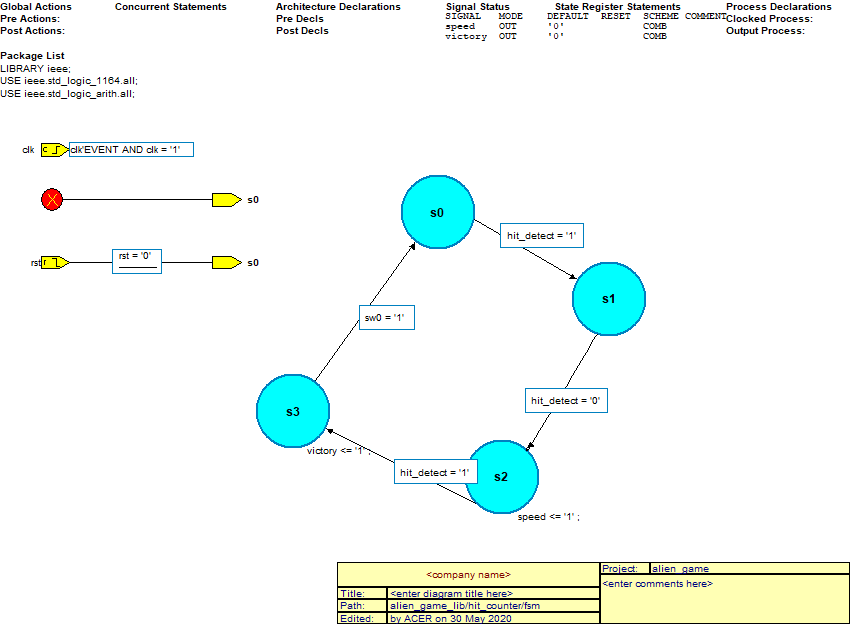 Global Actions
Pre Actions:
Post Actions:
Concurrent Statements
Architecture Declarations
Pre Decls
Post Decls
Signal Status
State Register Statements
SIGNAL MODE DEFAULT RESET SCHEME COMMENT
speed OUT '0' COMB
victory OUT '0' COMB
Process Declarations
Clocked Process:
Output Process:
Package List
LIBRARY ieee;
USE ieee.std_logic_1164.all;
USE ieee.std_logic_arith.all;
clk
c
clk'EVENT AND clk = '1'
s0
rst
r
rst = '0'
s0
s0
hit_detect = '1'
s1
sw0 = '1'
hit_detect = '0'
s3
victory <= '1' ;
hit_detect = '1'
s2
speed <= '1' ;
<company name>
Title: <enter diagram title here>
Path: alien_game_lib/hit_counter/fsm
Edited: by ACER on 30 May 2020
Project: alien_game
<enter comments here>